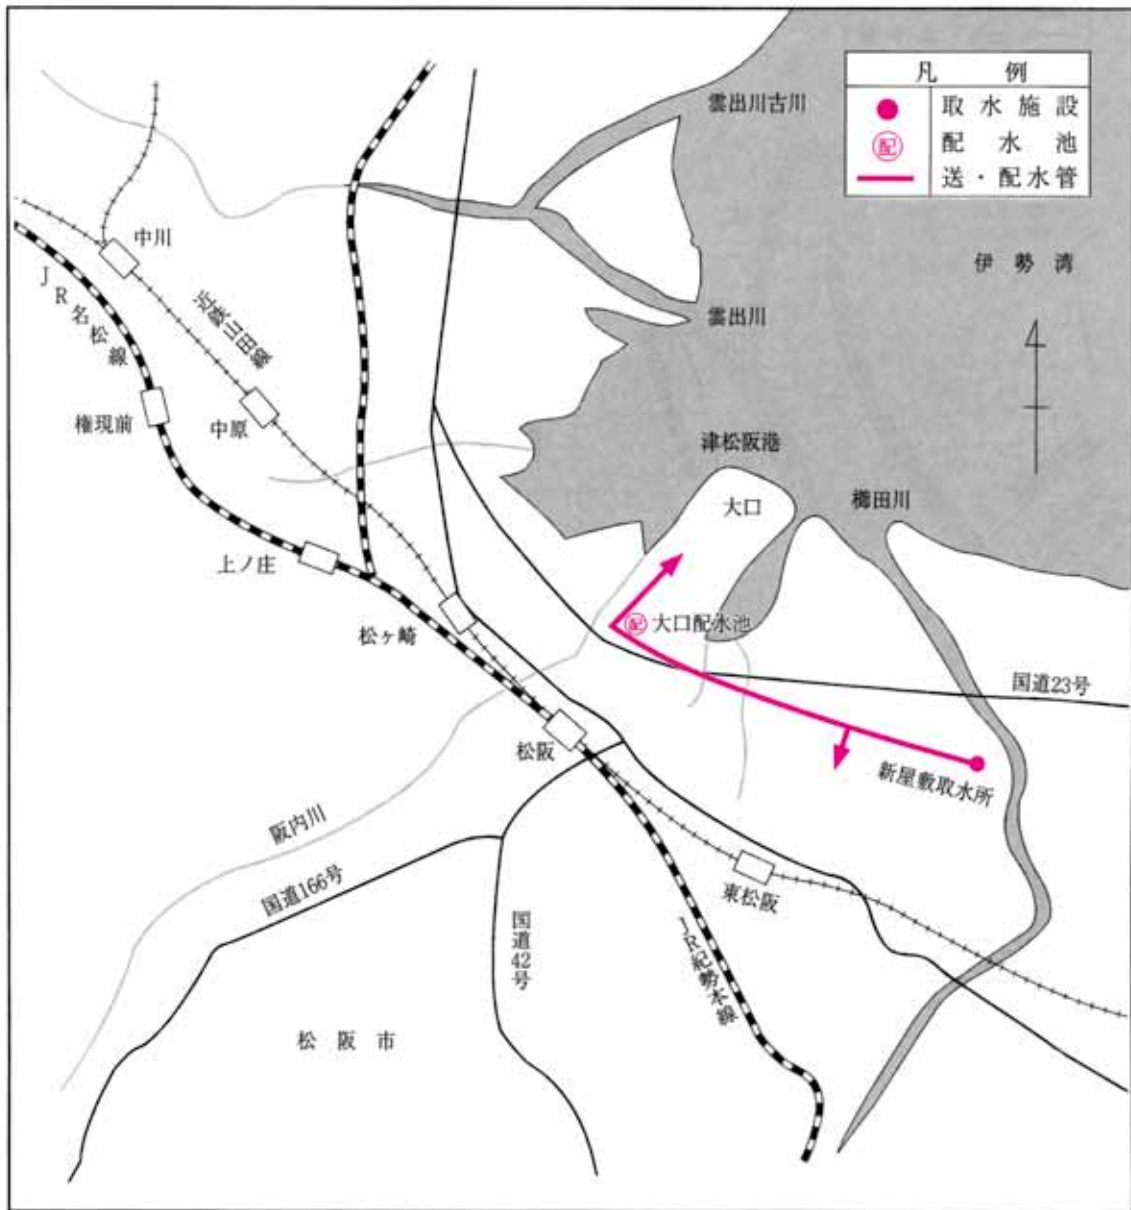 凡例
取水施設
配 配水池
送・配水管
雲出川古川
伊勢湾
中川
JR名松線
近鉄山田線
雲出川
権現前
中原
津松阪港
大口
櫛田川
上ノ庄
松ヶ崎
配 大口配水池
国道23号
松阪
新屋敷取水所
阪内川
国道166号
東松阪
国道42号
JR紀勢本線
松阪市